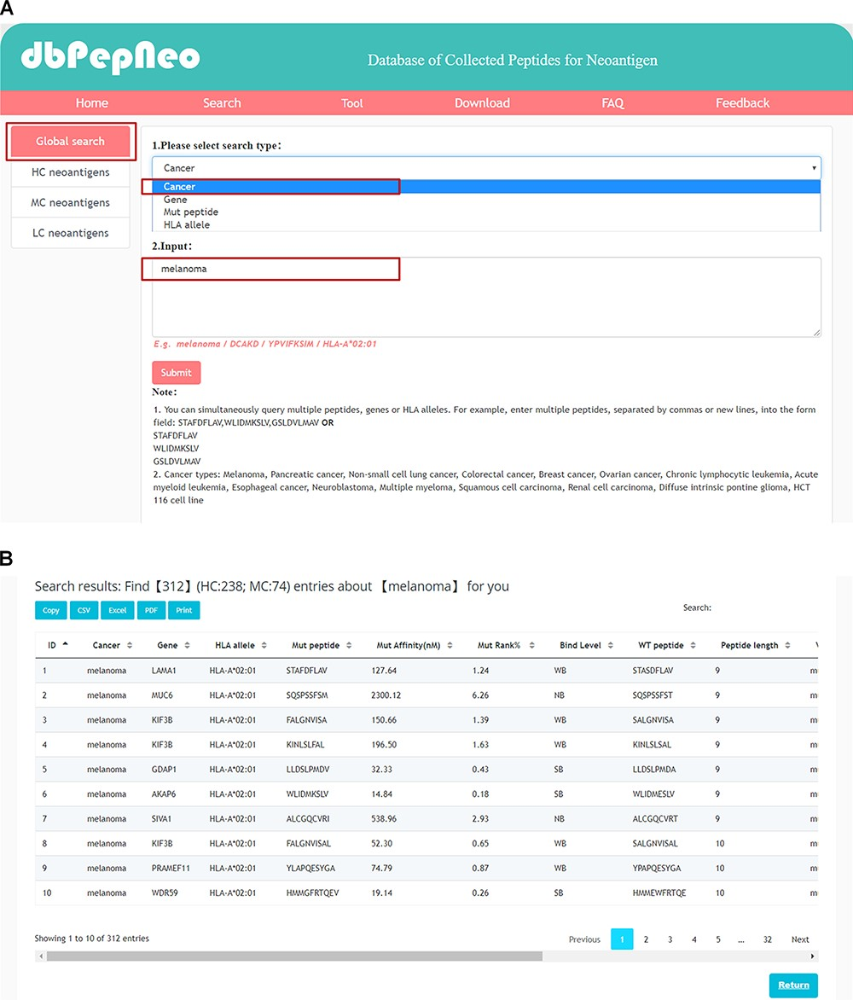 A
dbPepNeo
Database of Collected Peptides for Neoantigen
Home Search Tool Download FAQ Feedback
Global search
HC neoantigens
MC neoantigens
LC neoantigens
1.Please select search type:
Cancer
Cancer
Gene
Mut peptide
HLA allele
2.Input:
melanoma
E.g. melanoma / DCAKD / YPVIFKSIM / HLA-A*02:01
Submit
Note:
1. You can simultaneously query multiple peptides, genes or HLA alleles. For example, enter multiple peptides, separated by commas or new lines, into the form
field: STAFDFLAV,WLIDMKSLV,GSLDVLMAV OR
STAFDFLAV
WLIDMKSLV
GSLDVLMAV
2. Cancer types: Melanoma, Pancreatic cancer, Non-small cell lung cancer, Colorectal cancer, Breast cancer, Ovarian cancer, Chronic lymphocytic leukemia, Acute
myeloid leukemia, Esophageal cancer, Neuroblastoma, Multiple myeloma, Squamous cell carcinoma, Renal cell carcinoma, Diffuse intrinsic pontine glioma, HCT
116 cell line
B
Search results: Find【312】(HC:238; MC:74) entries about 【melanoma】 for you
Copy CSV Excel PDF Print
Search:
ID Cancer Gene HLA allele Mut peptide Mut Affinity(nM) Mut Rank% Bind Level WT peptide Peptide length
1 melanoma LAMA1 HLA-A*02:01 STAFDFLAV 127.64 1.24 WB STASDFLAV 9 m
2 melanoma MUC6 HLA-A*02:01 SQSPSSFSM 2300.12 6.26 NB SQSPSSFST 9 m
3 melanoma KIF3B HLA-A*02:01 FALGNVISA 150.66 1.39 WB SALGNVISA 9 m
4 melanoma KIF3B HLA-A*02:01 KINLSLFAL 196.50 1.63 WB KINLSLSAL 9 m
5 melanoma GDAP1 HLA-A*02:01 LLDSLPMDV 32.33 0.43 SB LLDSLPMDA 9 m
6 melanoma AKAP6 HLA-A*02:01 WLIDMKSLV 14.84 0.18 SB WLIDMESLV 9 m
7 melanoma SIVA1 HLA-A*02:01 ALCGQCVRI 538.96 2.93 NB ALCGQCVRT 9 m
8 melanoma KIF3B HLA-A*02:01 FALGNVISAL 52.30 0.65 WB SALGNVISAL 10 m
9 melanoma PRAMEF11 HLA-A*02:01 YLAPQESYGA 74.79 0.87 WB YPAPQESYGA 10 m
10 melanoma WDR59 HLA-A*02:01 HMMGFRTQEV 19.14 0.26 SB HMMEWFRTQE 10 m
Showing 1 to 10 of 312 entries
Previous 1 2 3 4 5 ... 32 Next
Return